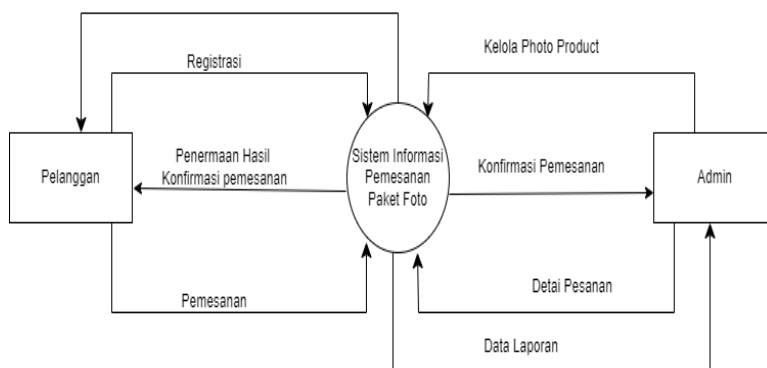 Registrasi
Kelola Photo Product
Pelanggan
Penermaan Hasil
Konfirmasi pemesanan
Sistem Informasi
Pemesanan
Paket Foto
Konfirmasi Pemesanan
Admin
Pemesanan
Detai Pesanan
Data Laporan